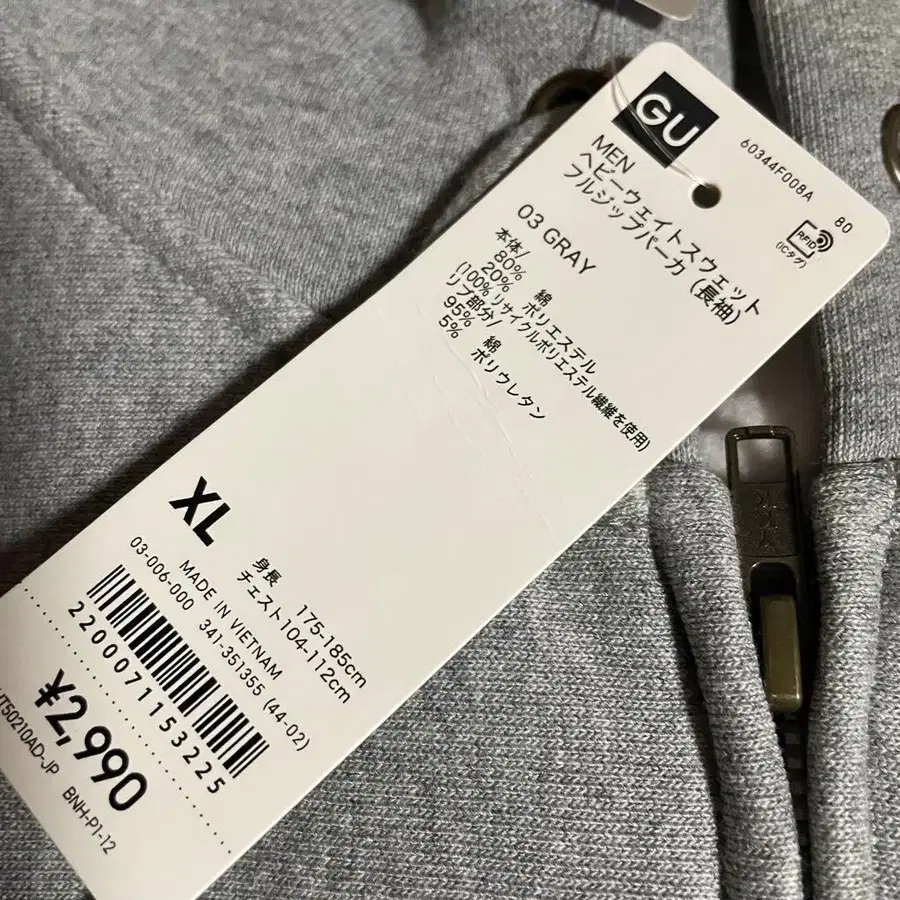 GU
60344F008A
80
RFID
(ICタグ)
MEN
ヘビーウェイトスウェット
フルジップパーカ (長袖)
03 GRAY
本体/
80% 綿
20% ポリエステル
(100%リサイクルポリエステル繊維を使用)
リブ部分/
95% 綿
5% ポリウレタン
XL
身長 175-185cm
チェスト104-112cm
MADE IN VIETNAM
03-006-000 341-351355 (44-02)
2200071153225
¥2,990
50210AD-JP BNH-P1-12
YKK